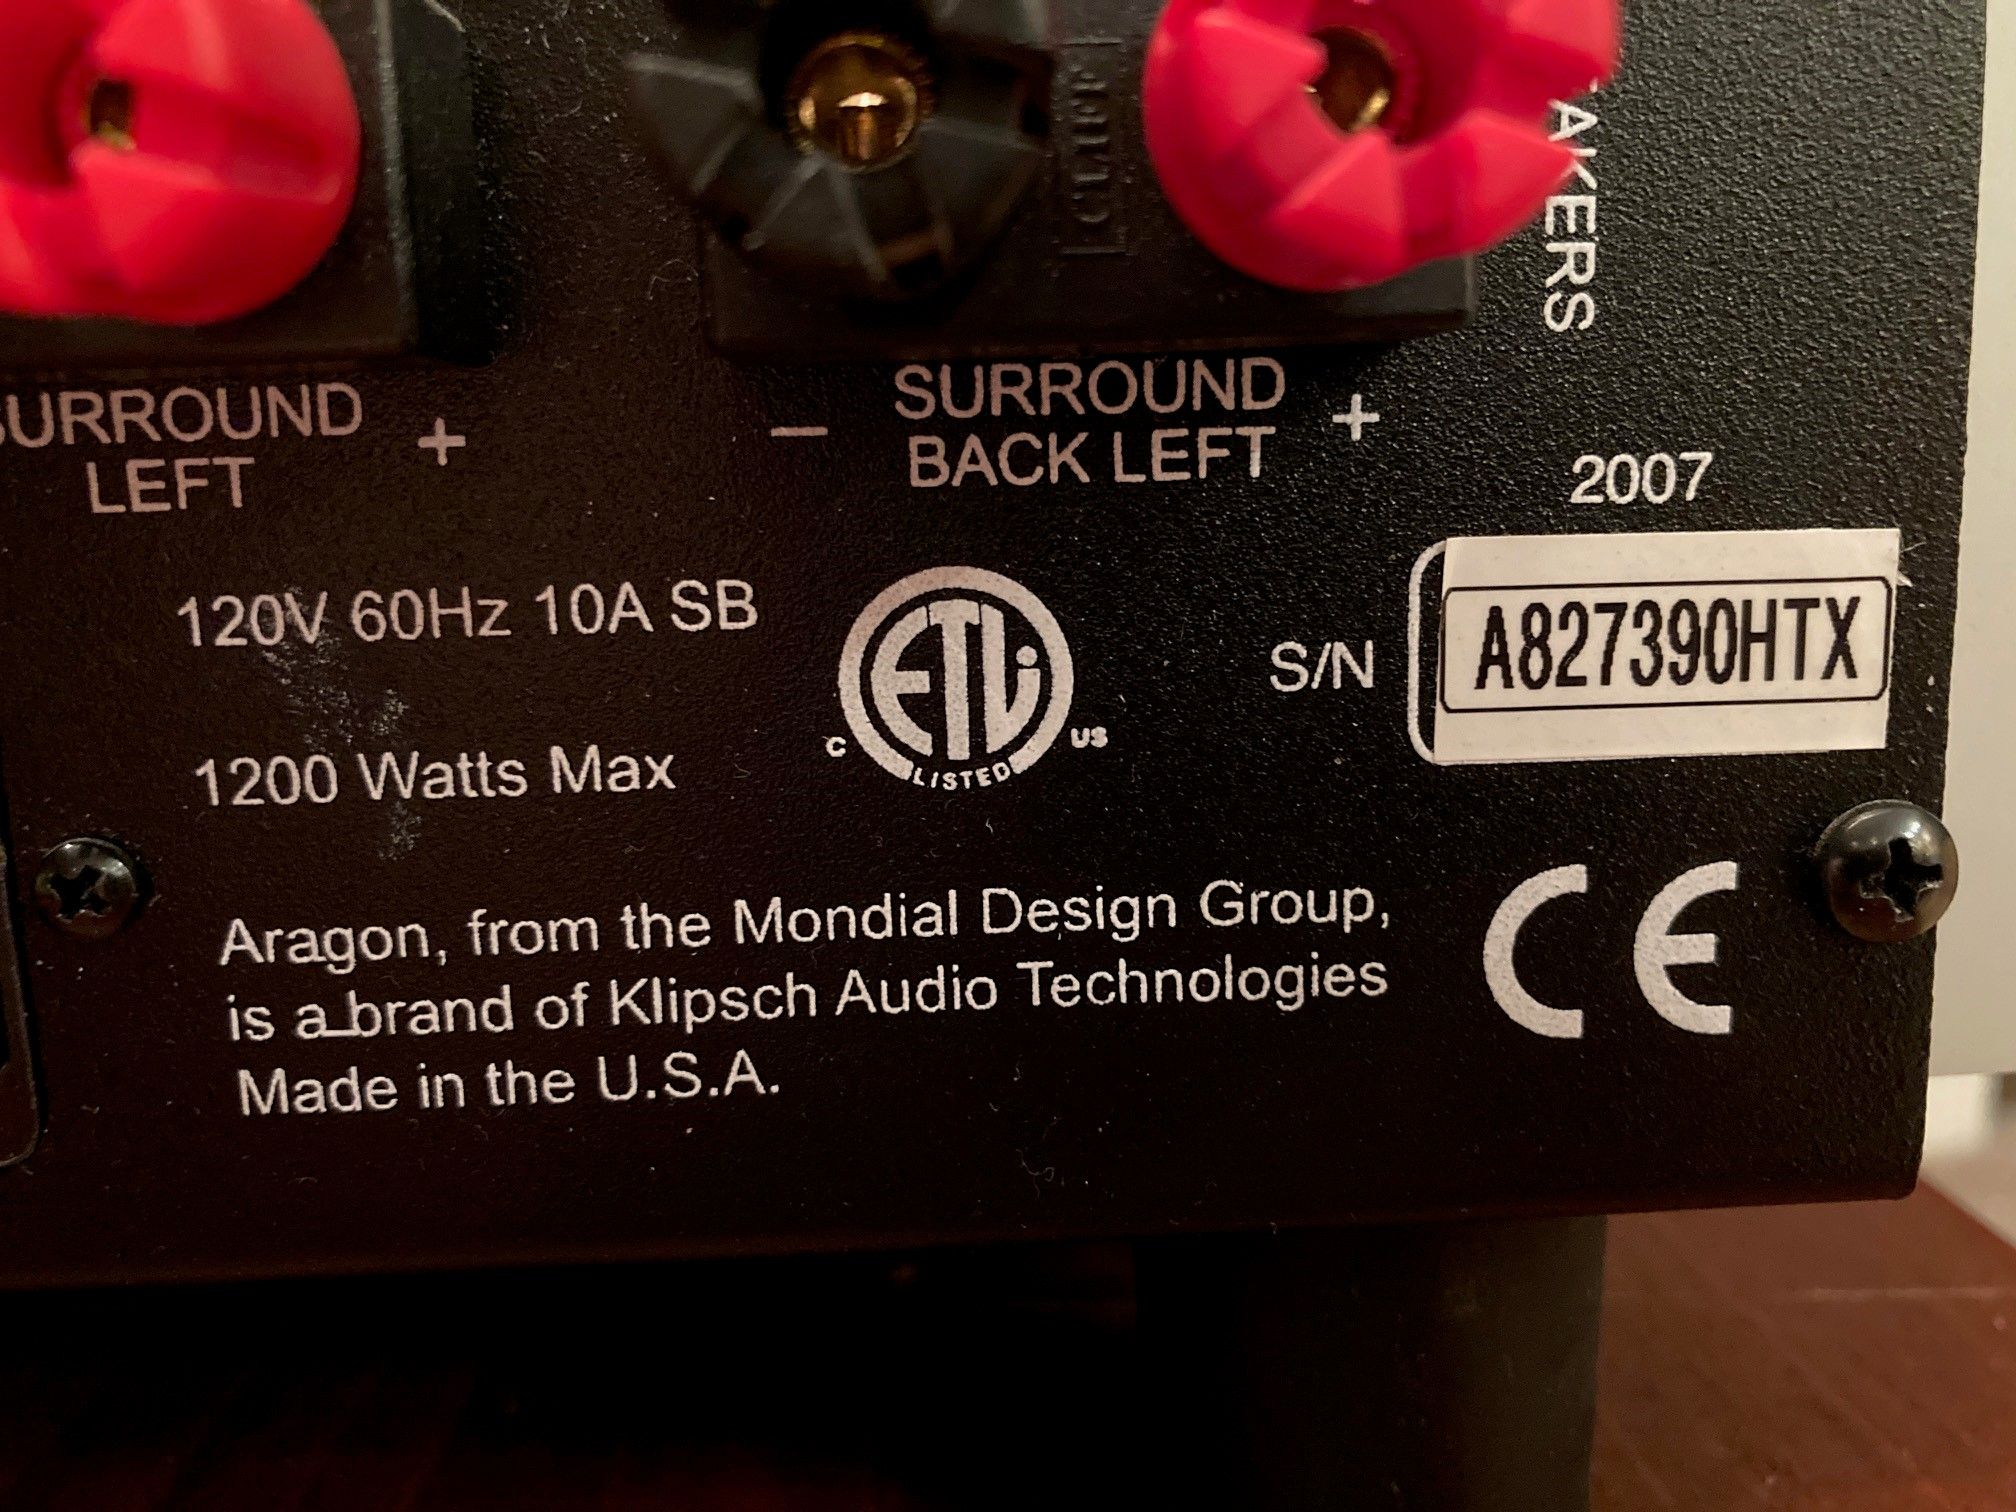 AKERS
SURROUND
LEFT
+
−
SURROUND
BACK LEFT
+
2007
120V 60Hz 10A SB
ETL
C
US
LISTED
S/N
A827390HTX
1200 Watts Max
Aragon, from the Mondial Design Group,
is a brand of Klipsch Audio Technologies
Made in the U.S.A.
CE